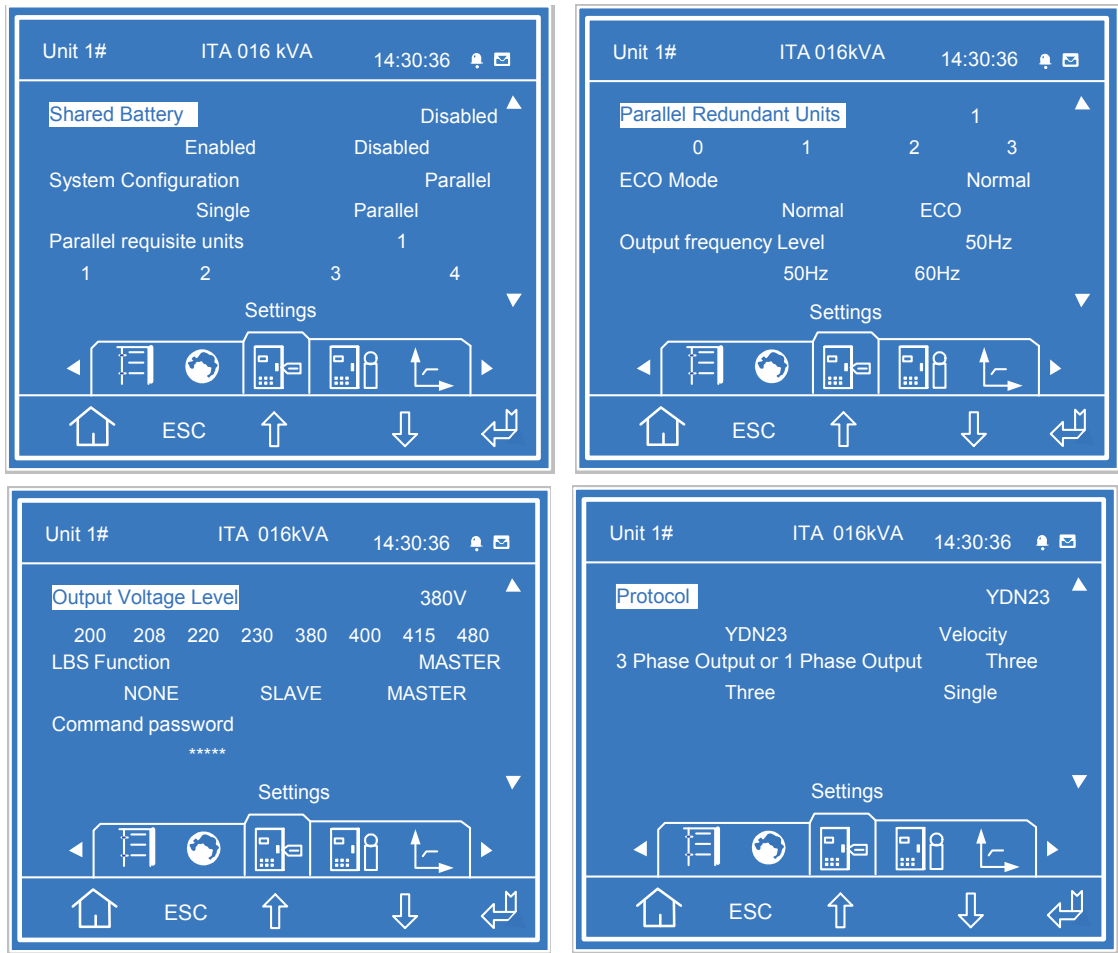 Unit 1# ITA 016 kVA 14:30:36
Shared Battery Disabled
Enabled Disabled
System Configuration Parallel
Single Parallel
Parallel requisite units 1
1 2 3 4
Settings
ESC
Unit 1# ITA 016kVA 14:30:36
Parallel Redundant Units 1
0 1 2 3
ECO Mode Normal
Normal ECO
Output frequency Level 50Hz
50Hz 60Hz
Settings
ESC
Unit 1# ITA 016kVA 14:30:36
Output Voltage Level 380V
200 208 220 230 380 400 415 480
LBS Function MASTER
NONE SLAVE MASTER
Command password
*****
Settings
ESC
Unit 1# ITA 016kVA 14:30:36
Protocol YDN23
YDN23 Velocity
3 Phase Output or 1 Phase Output Three
Three Single
Settings
ESC